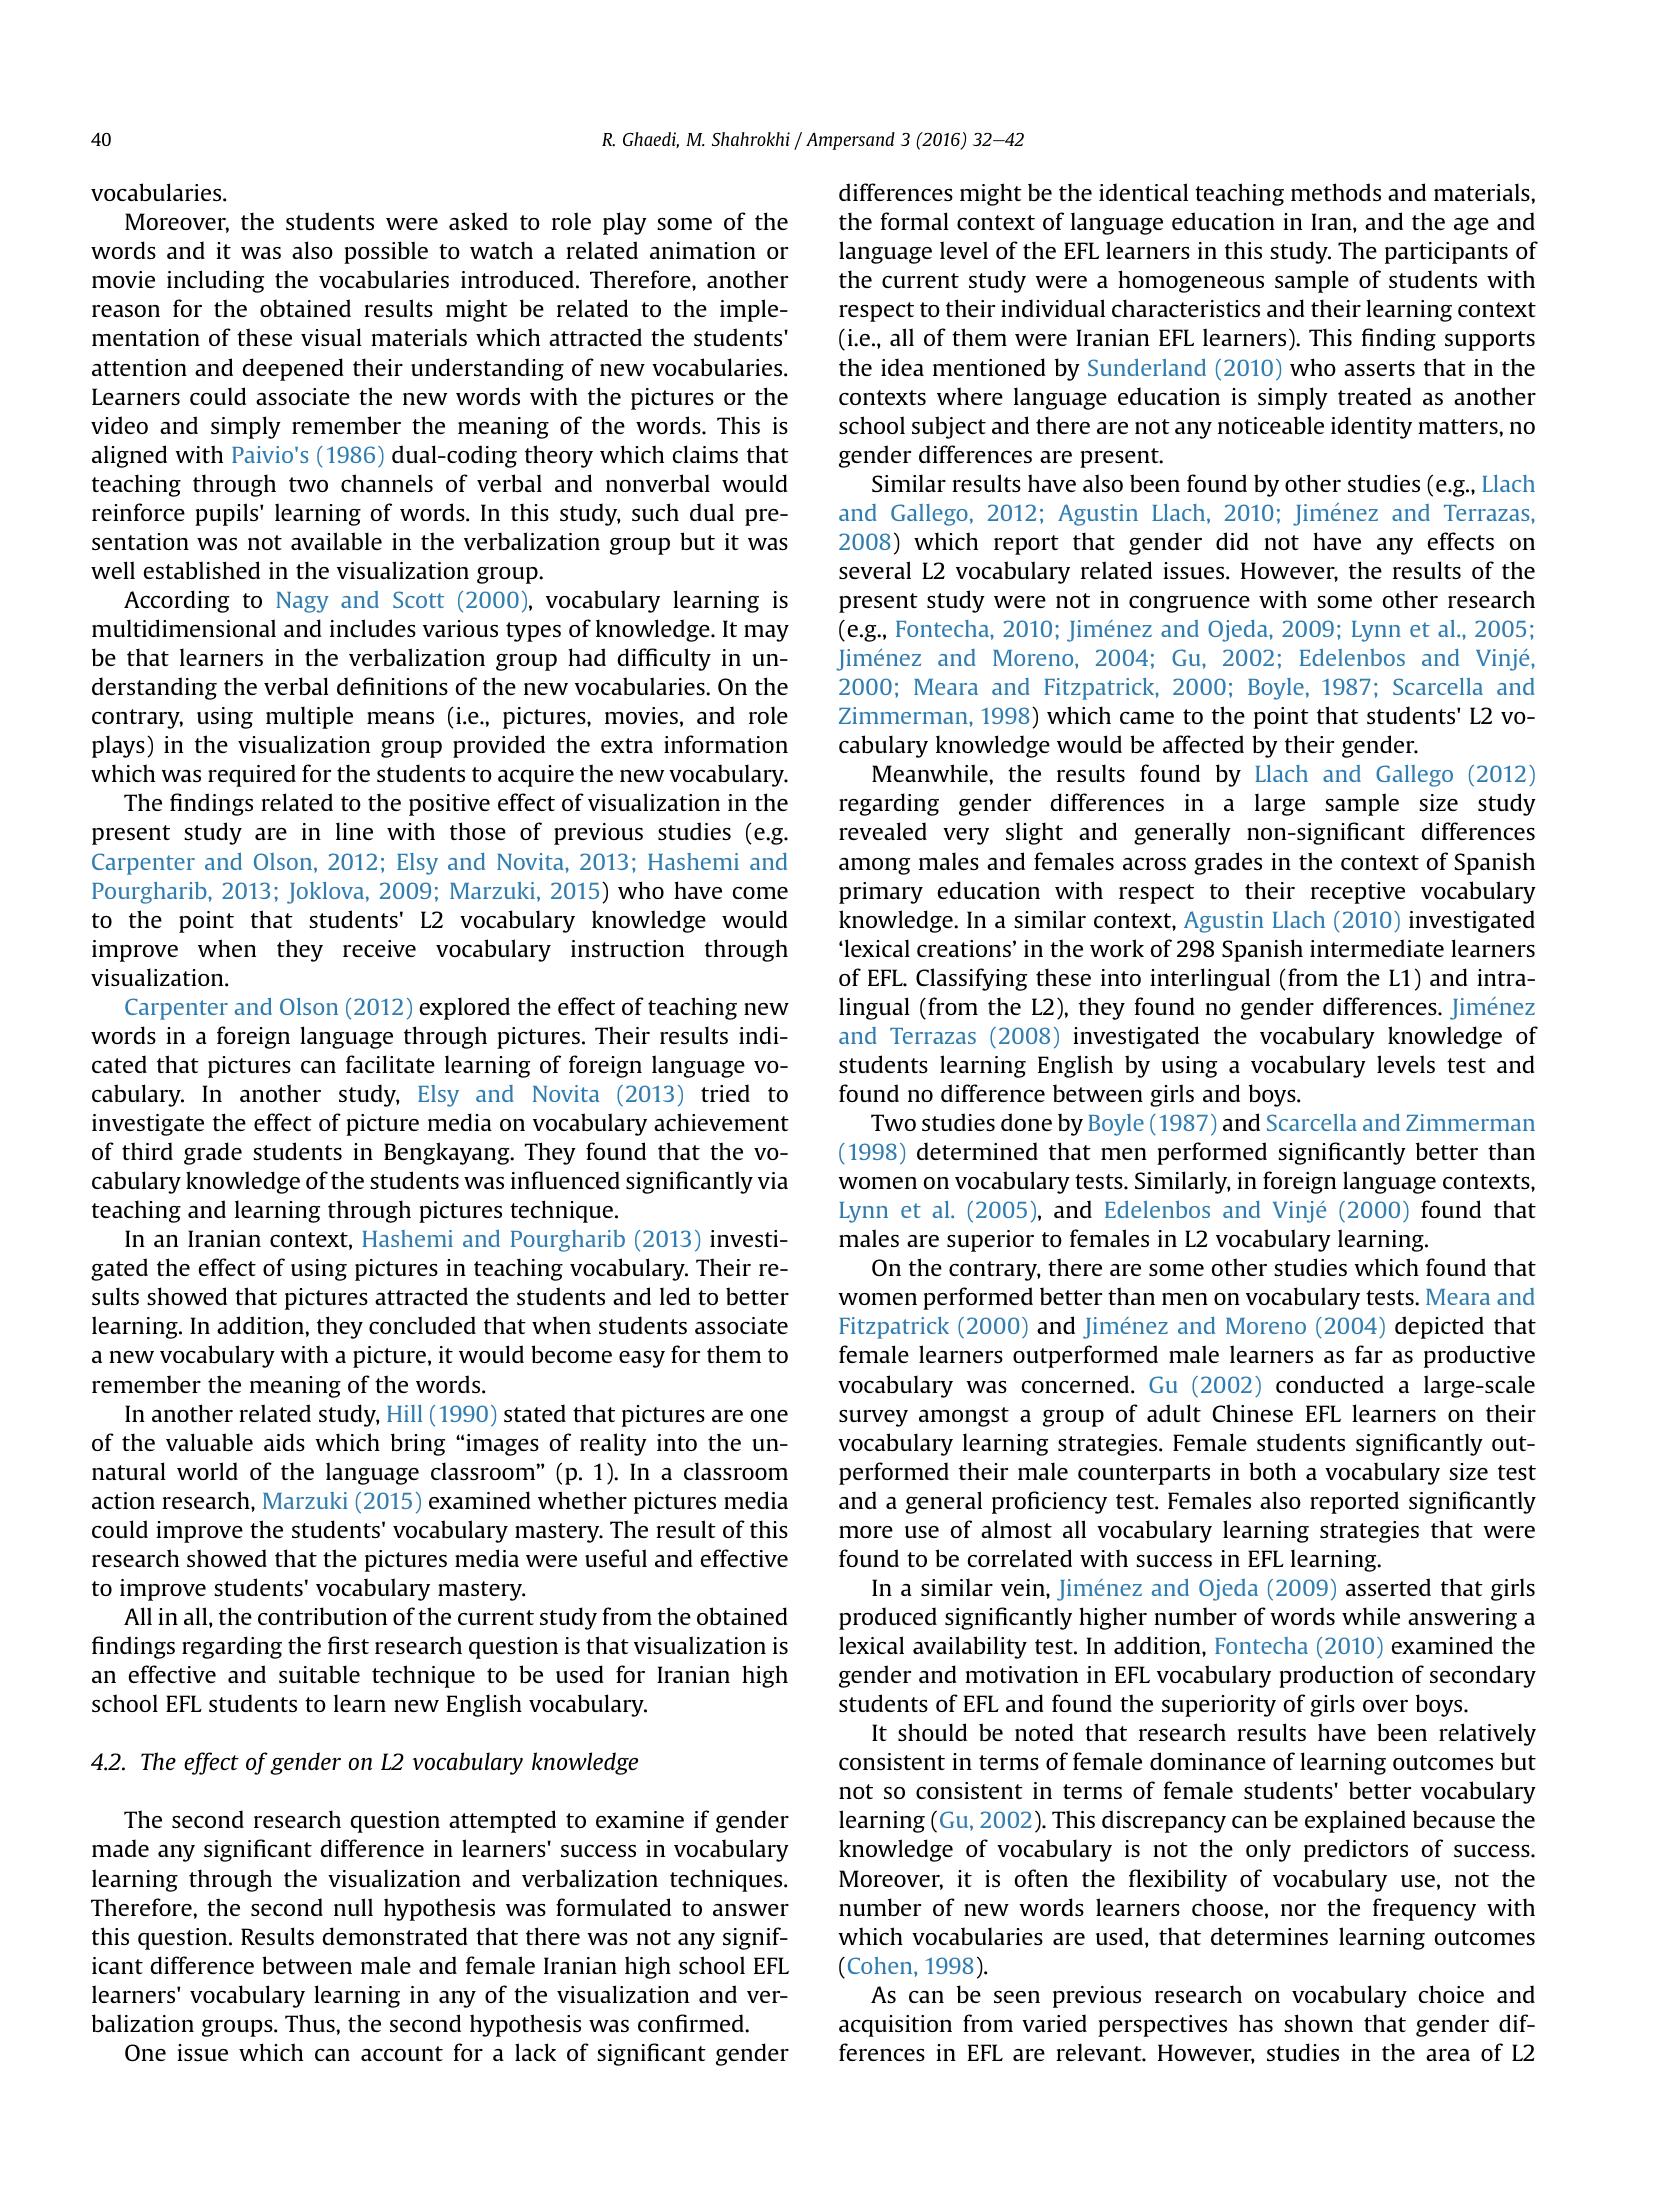 40
R. Ghaedi, M. Shahrokhi / Ampersand 3 (2016) 32–42
vocabularies.
Moreover, the students were asked to role play some of the
words and it was also possible to watch a related animation or
movie including the vocabularies introduced. Therefore, another
reason for the obtained results might be related to the imple-
mentation of these visual materials which attracted the students'
attention and deepened their understanding of new vocabularies.
Learners could associate the new words with the pictures or the
video and simply remember the meaning of the words. This is
aligned with Paivio's (1986) dual-coding theory which claims that
teaching through two channels of verbal and nonverbal would
reinforce pupils' learning of words. In this study, such dual pre-
sentation was not available in the verbalization group but it was
well established in the visualization group.
According to Nagy and Scott (2000), vocabulary learning is
multidimensional and includes various types of knowledge. It may
be that learners in the verbalization group had difficulty in un-
derstanding the verbal definitions of the new vocabularies. On the
contrary, using multiple means (i.e., pictures, movies, and role
plays) in the visualization group provided the extra information
which was required for the students to acquire the new vocabulary.
The findings related to the positive effect of visualization in the
present study are in line with those of previous studies (e.g.
Carpenter and Olson, 2012; Elsy and Novita, 2013; Hashemi and
Pourgharib, 2013; Joklova, 2009; Marzuki, 2015) who have come
to the point that students' L2 vocabulary knowledge would
improve when they receive vocabulary instruction through
visualization.
Carpenter and Olson (2012) explored the effect of teaching new
words in a foreign language through pictures. Their results indi-
cated that pictures can facilitate learning of foreign language vo-
cabulary. In another study, Elsy and Novita (2013) tried to
investigate the effect of picture media on vocabulary achievement
of third grade students in Bengkayang. They found that the vo-
cabulary knowledge of the students was influenced significantly via
teaching and learning through pictures technique.
In an Iranian context, Hashemi and Pourgharib (2013) investi-
gated the effect of using pictures in teaching vocabulary. Their re-
sults showed that pictures attracted the students and led to better
learning. In addition, they concluded that when students associate
a new vocabulary with a picture, it would become easy for them to
remember the meaning of the words.
In another related study, Hill (1990) stated that pictures are one
of the valuable aids which bring “images of reality into the un-
natural world of the language classroom” (p. 1). In a classroom
action research, Marzuki (2015) examined whether pictures media
could improve the students' vocabulary mastery. The result of this
research showed that the pictures media were useful and effective
to improve students' vocabulary mastery.
All in all, the contribution of the current study from the obtained
findings regarding the first research question is that visualization is
an effective and suitable technique to be used for Iranian high
school EFL students to learn new English vocabulary.
4.2. The effect of gender on L2 vocabulary knowledge
The second research question attempted to examine if gender
made any significant difference in learners' success in vocabulary
learning through the visualization and verbalization techniques.
Therefore, the second null hypothesis was formulated to answer
this question. Results demonstrated that there was not any signif-
icant difference between male and female Iranian high school EFL
learners' vocabulary learning in any of the visualization and ver-
balization groups. Thus, the second hypothesis was confirmed.
One issue which can account for a lack of significant gender
differences might be the identical teaching methods and materials,
the formal context of language education in Iran, and the age and
language level of the EFL learners in this study. The participants of
the current study were a homogeneous sample of students with
respect to their individual characteristics and their learning context
(i.e., all of them were Iranian EFL learners). This finding supports
the idea mentioned by Sunderland (2010) who asserts that in the
contexts where language education is simply treated as another
school subject and there are not any noticeable identity matters, no
gender differences are present.
Similar results have also been found by other studies (e.g., Llach
and Gallego, 2012; Agustin Llach, 2010; Jiménez and Terrazas,
2008) which report that gender did not have any effects on
several L2 vocabulary related issues. However, the results of the
present study were not in congruence with some other research
(e.g., Fontecha, 2010; Jiménez and Ojeda, 2009; Lynn et al., 2005;
Jiménez and Moreno, 2004; Gu, 2002; Edelenbos and Vinjé,
2000; Meara and Fitzpatrick, 2000; Boyle, 1987; Scarcella and
Zimmerman, 1998) which came to the point that students' L2 vo-
cabulary knowledge would be affected by their gender.
Meanwhile, the results found by Llach and Gallego (2012)
regarding gender differences in a large sample size study
revealed very slight and generally non-significant differences
among males and females across grades in the context of Spanish
primary education with respect to their receptive vocabulary
knowledge. In a similar context, Agustin Llach (2010) investigated
‘lexical creations’ in the work of 298 Spanish intermediate learners
of EFL. Classifying these into interlingual (from the L1) and intra-
lingual (from the L2), they found no gender differences. Jiménez
and Terrazas (2008) investigated the vocabulary knowledge of
students learning English by using a vocabulary levels test and
found no difference between girls and boys.
Two studies done by Boyle (1987) and Scarcella and Zimmerman
(1998) determined that men performed significantly better than
women on vocabulary tests. Similarly, in foreign language contexts,
Lynn et al. (2005), and Edelenbos and Vinjé (2000) found that
males are superior to females in L2 vocabulary learning.
On the contrary, there are some other studies which found that
women performed better than men on vocabulary tests. Meara and
Fitzpatrick (2000) and Jiménez and Moreno (2004) depicted that
female learners outperformed male learners as far as productive
vocabulary was concerned. Gu (2002) conducted a large-scale
survey amongst a group of adult Chinese EFL learners on their
vocabulary learning strategies. Female students significantly out-
performed their male counterparts in both a vocabulary size test
and a general proficiency test. Females also reported significantly
more use of almost all vocabulary learning strategies that were
found to be correlated with success in EFL learning.
In a similar vein, Jiménez and Ojeda (2009) asserted that girls
produced significantly higher number of words while answering a
lexical availability test. In addition, Fontecha (2010) examined the
gender and motivation in EFL vocabulary production of secondary
students of EFL and found the superiority of girls over boys.
It should be noted that research results have been relatively
consistent in terms of female dominance of learning outcomes but
not so consistent in terms of female students' better vocabulary
learning (Gu, 2002). This discrepancy can be explained because the
knowledge of vocabulary is not the only predictors of success.
Moreover, it is often the flexibility of vocabulary use, not the
number of new words learners choose, nor the frequency with
which vocabularies are used, that determines learning outcomes
(Cohen, 1998).
As can be seen previous research on vocabulary choice and
acquisition from varied perspectives has shown that gender dif-
ferences in EFL are relevant. However, studies in the area of L2